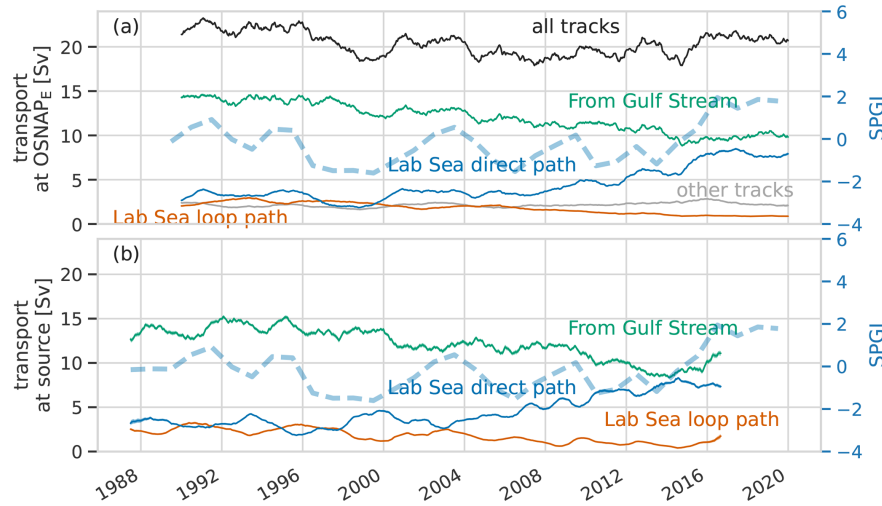 (a)
all tracks
6
20
4
transport
at OSNAP_E [Sv]
15
From Gulf Stream
2
SPGI
10
0
Lab Sea direct path
5
−2
other tracks
Lab Sea loop path
0
−4
(b)
6
20
4
transport
at source [Sv]
15
From Gulf Stream
2
SPGI
10
0
Lab Sea direct path
5
−2
Lab Sea loop path
0
−4
1988
1992
1996
2000
2004
2008
2012
2016
2020